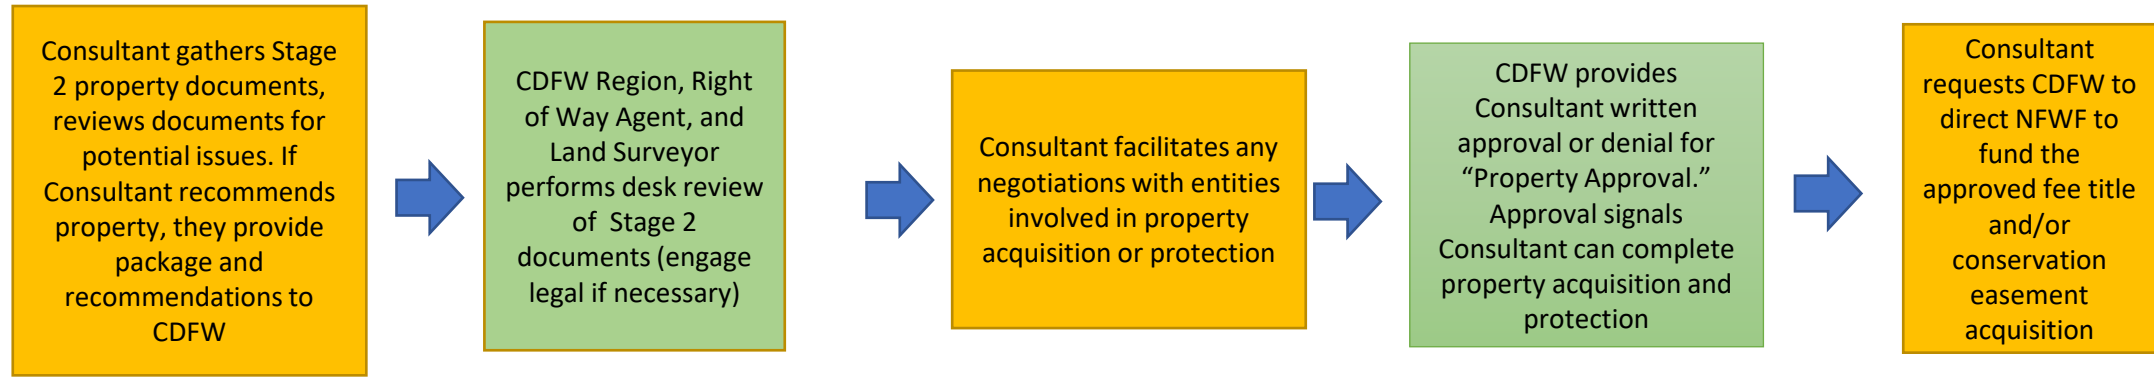 Consultant gathers Stage
2 property documents,
reviews documents for
potential issues. If
Consultant recommends
property, they provide
package and
recommendations to
CDFW
CDFW Region, Right
of Way Agent, and
Land Surveyor
performs desk review
of Stage 2
documents (engage
legal if necessary)
Consultant facilitates any
negotiations with entities
involved in property
acquisition or protection
CDFW provides
Consultant written
approval or denial for
“Property Approval.”
Approval signals
Consultant can complete
property acquisition and
protection
Consultant
requests CDFW to
direct NFWF to
fund the
approved fee title
and/or
conservation
easement
acquisition